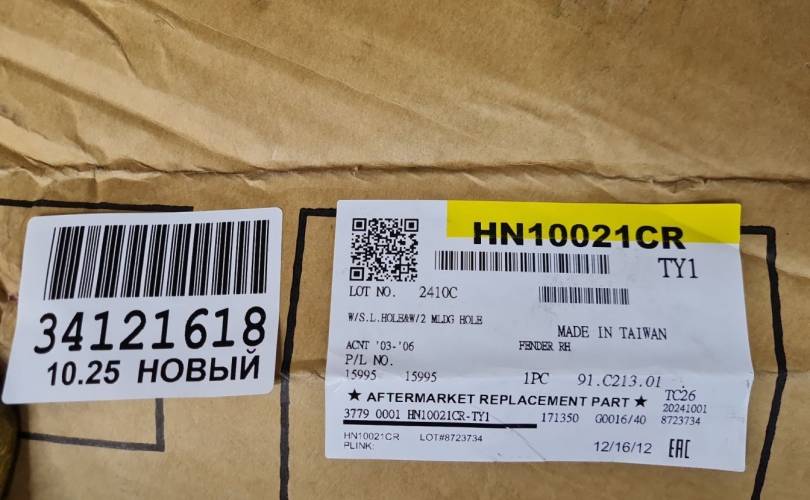 34121618
10.25 НОВЫЙ
HN10021CR
TY1
LOT NO. 2410C
W/S.L.HOLE&W/2 MLDG HOLE
MADE IN TAIWAN
ACNT '03-'06 FENDER RH
P/L NO.
15995 15995 1PC 91.C213.01
★ AFTERMARKET REPLACEMENT PART ★ TC26
20241001
3779 0001 HN10021CR-TY1 171350 G0016/40 8723734
HN10021CR LOT#8723734
PLINK: 12/16/12 EAC